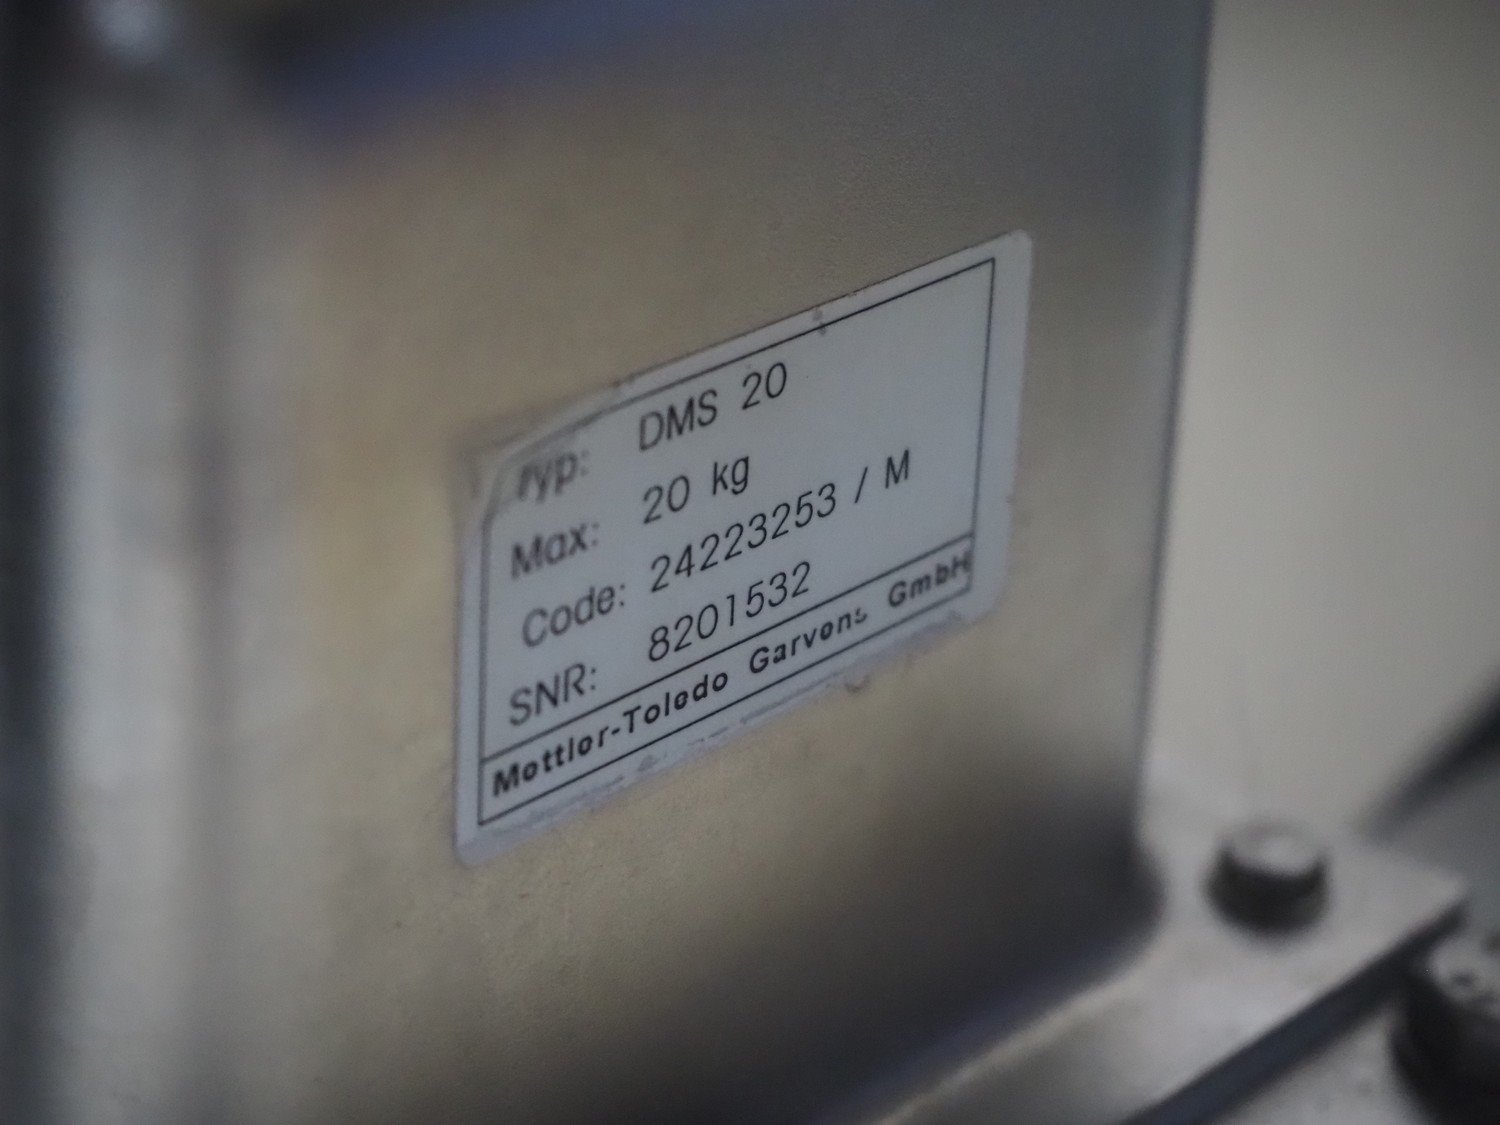 Typ: DMS 20
Max: 20 kg
Code: 24223253 / M
SNR: 8201532
Mettler-Toledo Garvens GmbH